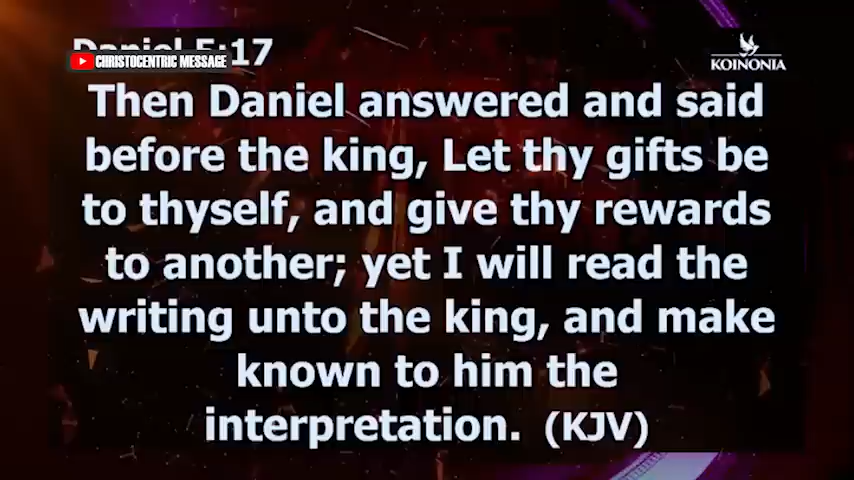 Daniel 5:17
CHRISTOCENTRIC MESSAGE
KOINONIA
Then Daniel answered and said
before the king, Let thy gifts be
to thyself, and give thy rewards
to another; yet I will read the
writing unto the king, and make
known to him the
interpretation. (KJV)